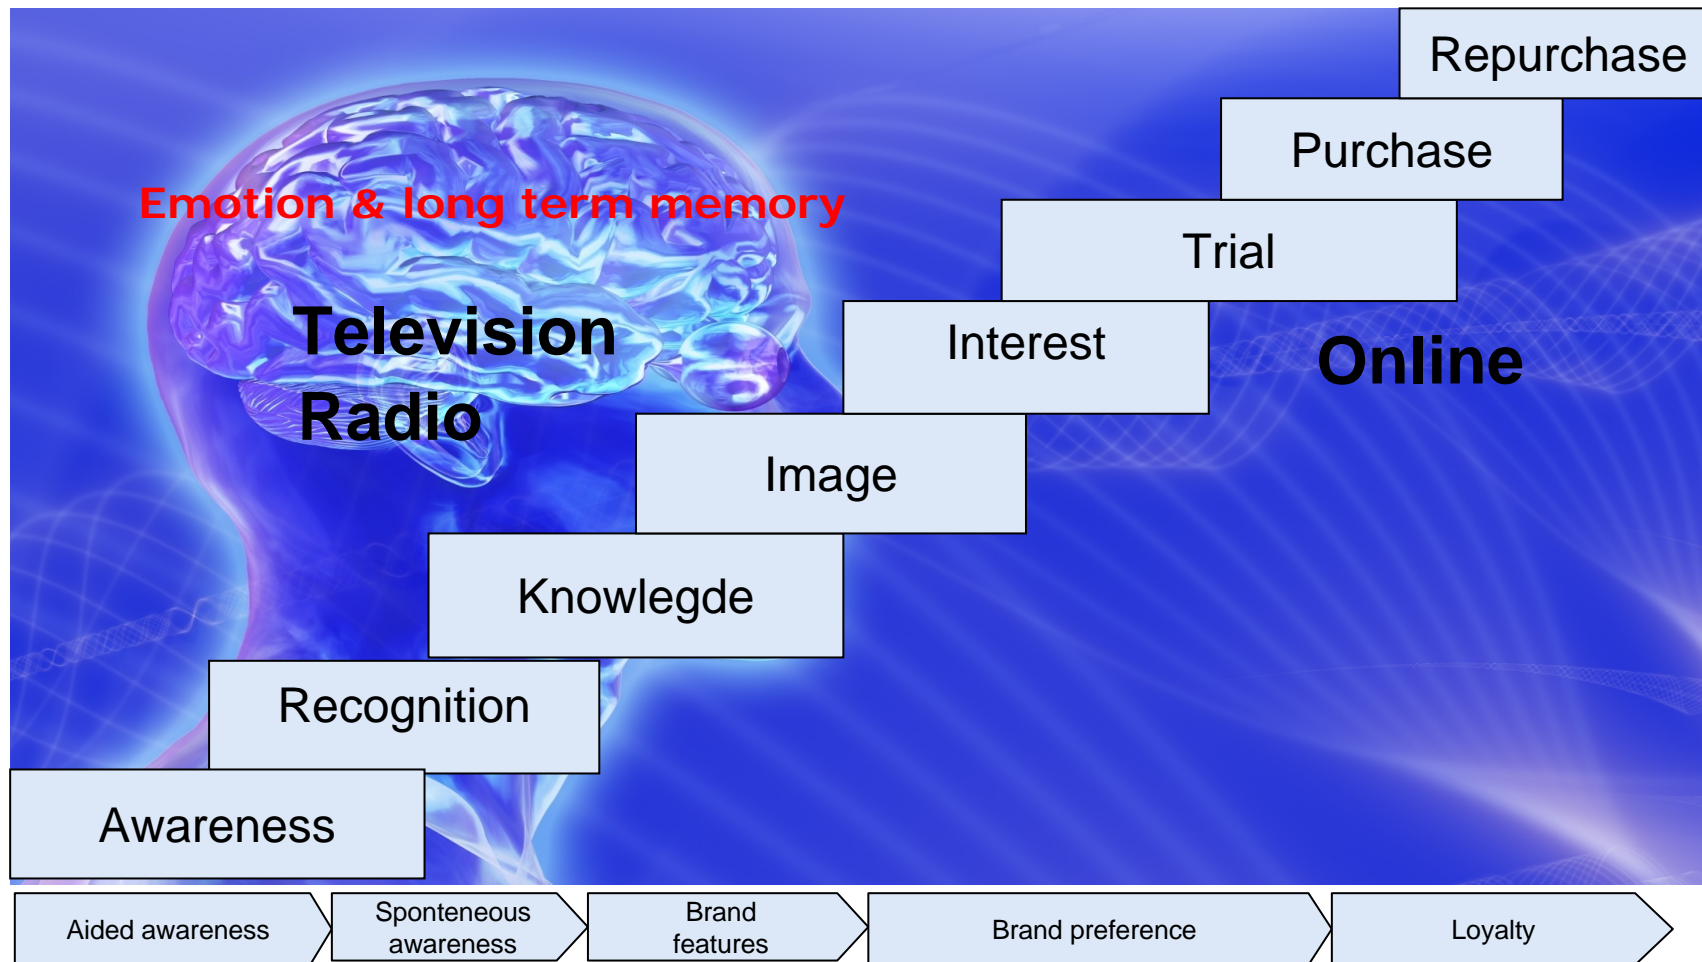 Repurchase
Purchase
Emotion & long term memory
Trial
Television
Interest
Online
Radio
Image
Knowlegde
Recognition
Awareness
Aided awareness
Sponteneous
awareness
Brand
features
Brand preference
Loyalty